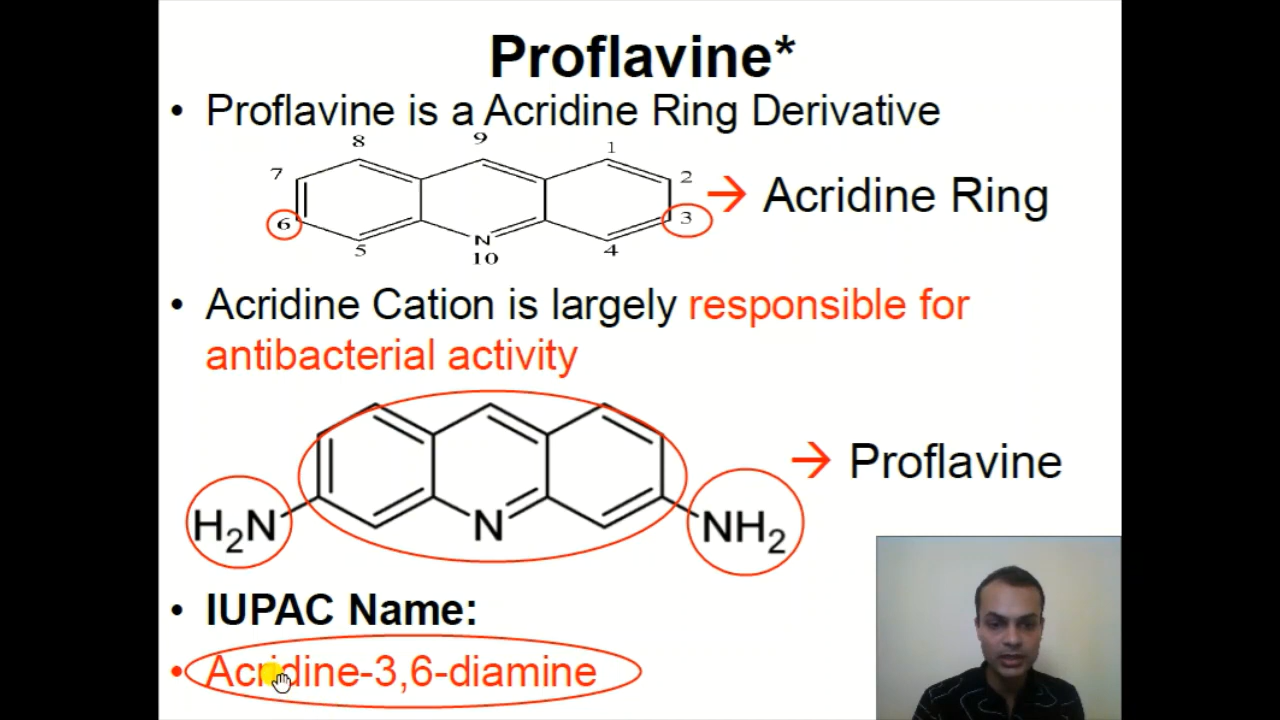 Proflavine*
• Proflavine is a Acridine Ring Derivative
8 9 1
7 2
→ Acridine Ring
6 3
5 N 4
10
• Acridine Cation is largely responsible for
antibacterial activity
→ Proflavine
H₂N N NH₂
• IUPAC Name:
• Acridine-3,6-diamine